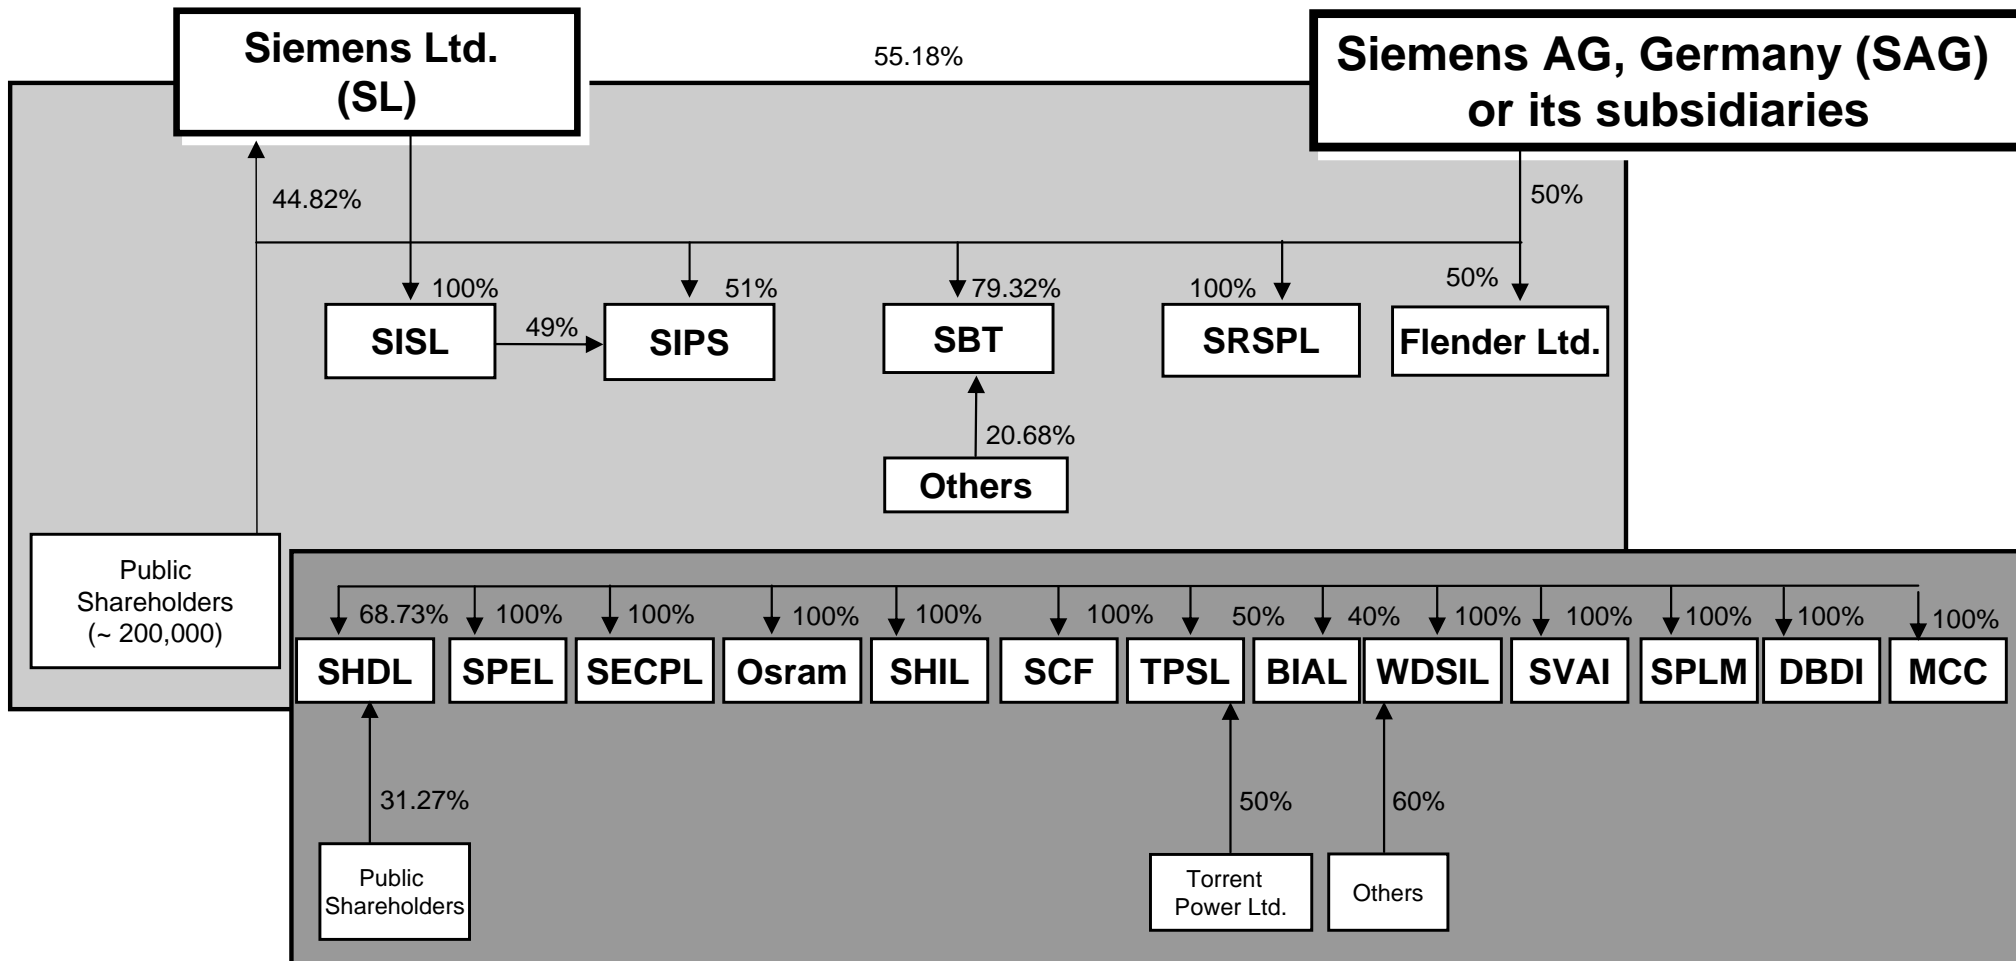 Siemens Ltd.
(SL)
55.18%
Siemens AG, Germany (SAG)
or its subsidiaries
44.82%
50%
100%
51%
79.32%
100%
50%
49%
SISL
SIPS
SBT
SRSPL
Flender Ltd.
20.68%
Others
Public
Shareholders
(~ 200,000)
68.73%
100%
100%
100%
100%
100%
50%
40%
100%
100%
100%
100%
100%
SHDL
SPEL
SECPL
Osram
SHIL
SCF
TPSL
BIAL
WDSIL
SVAI
SPLM
DBDI
MCC
31.27%
50%
60%
Public
Shareholders
Torrent
Power Ltd.
Others